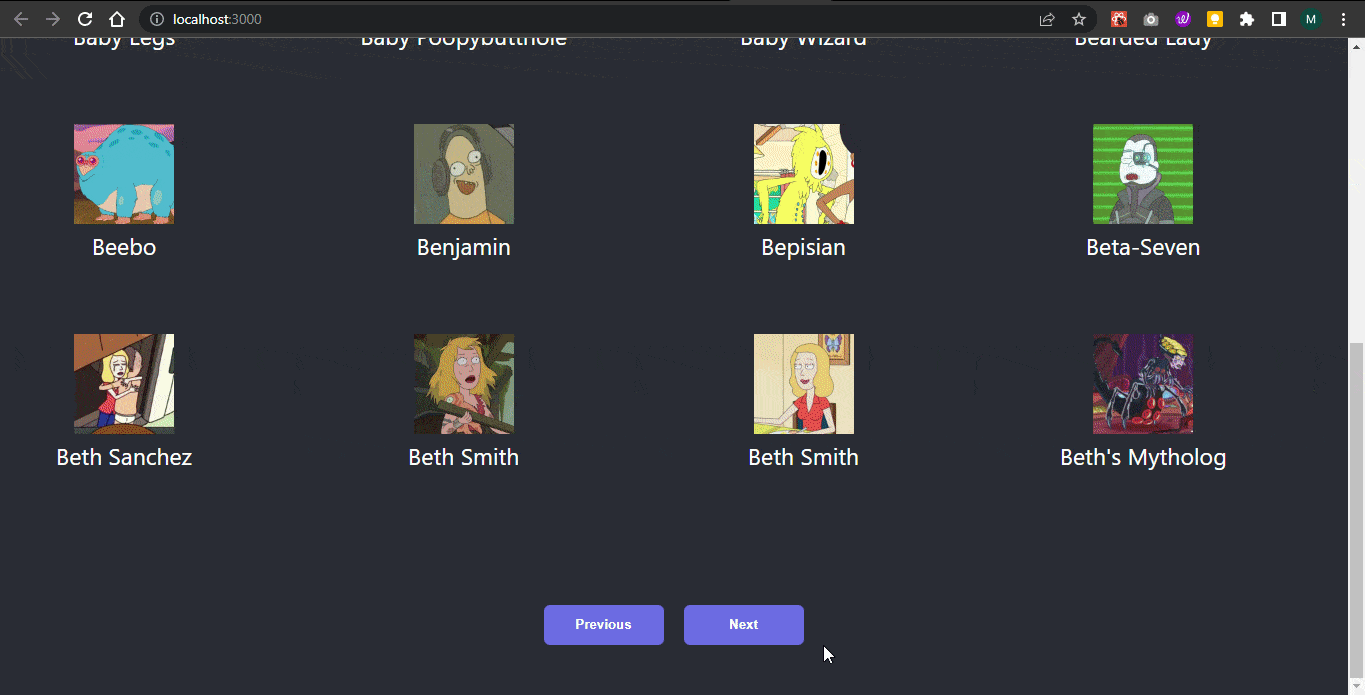 localhost:3000
M
Baby Legs Baby Poopybutthole Baby Wizard Bearded Lady
Beebo Benjamin Bepisian Beta-Seven
Beth Sanchez Beth Smith Beth Smith Beth's Mytholog
Previous Next